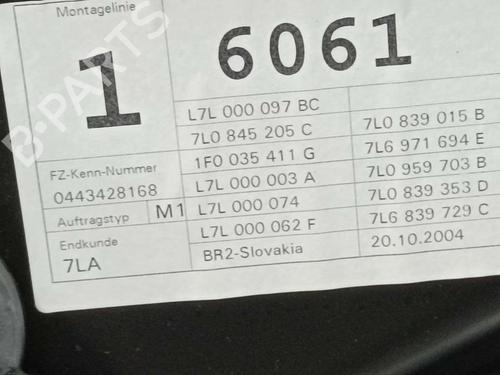 Montagelinie
1
6061
FZ-Kenn-Nummer
0443428168
Auftragstyp M1
Endkunde
7LA
L7L 000 097 BC
7L0 845 205 C 7L0 839 015 B
1F0 035 411 G 7L6 971 694 E
L7L 000 003 A 7L0 959 703 B
L7L 000 074 7L0 839 353 D
L7L 000 062 F 7L6 839 729 C
BR2-Slovakia 20.10.2004
B-PARTS